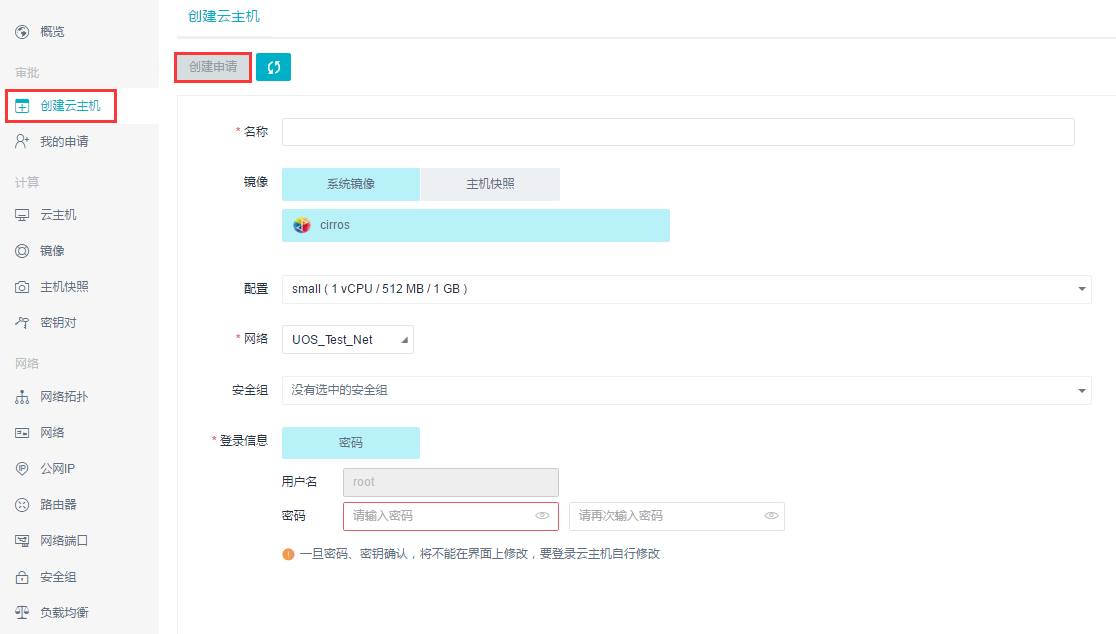 概览
审批
创建云主机
我的申请
计算
云主机
镜像
主机快照
密钥对
网络
网络拓扑
网络
公网IP
路由器
网络端口
安全组
负载均衡
创建云主机
创建申请
* 名称
镜像 系统镜像 主机快照
cirros
配置 small ( 1 vCPU / 512 MB / 1 GB )
* 网络 UOS_Test_Net
安全组 没有选中的安全组
* 登录信息 密码
用户名 root
密码 请输入密码 请再次输入密码
一旦密码、密钥确认，将不能在界面上修改，要登录云主机自行修改